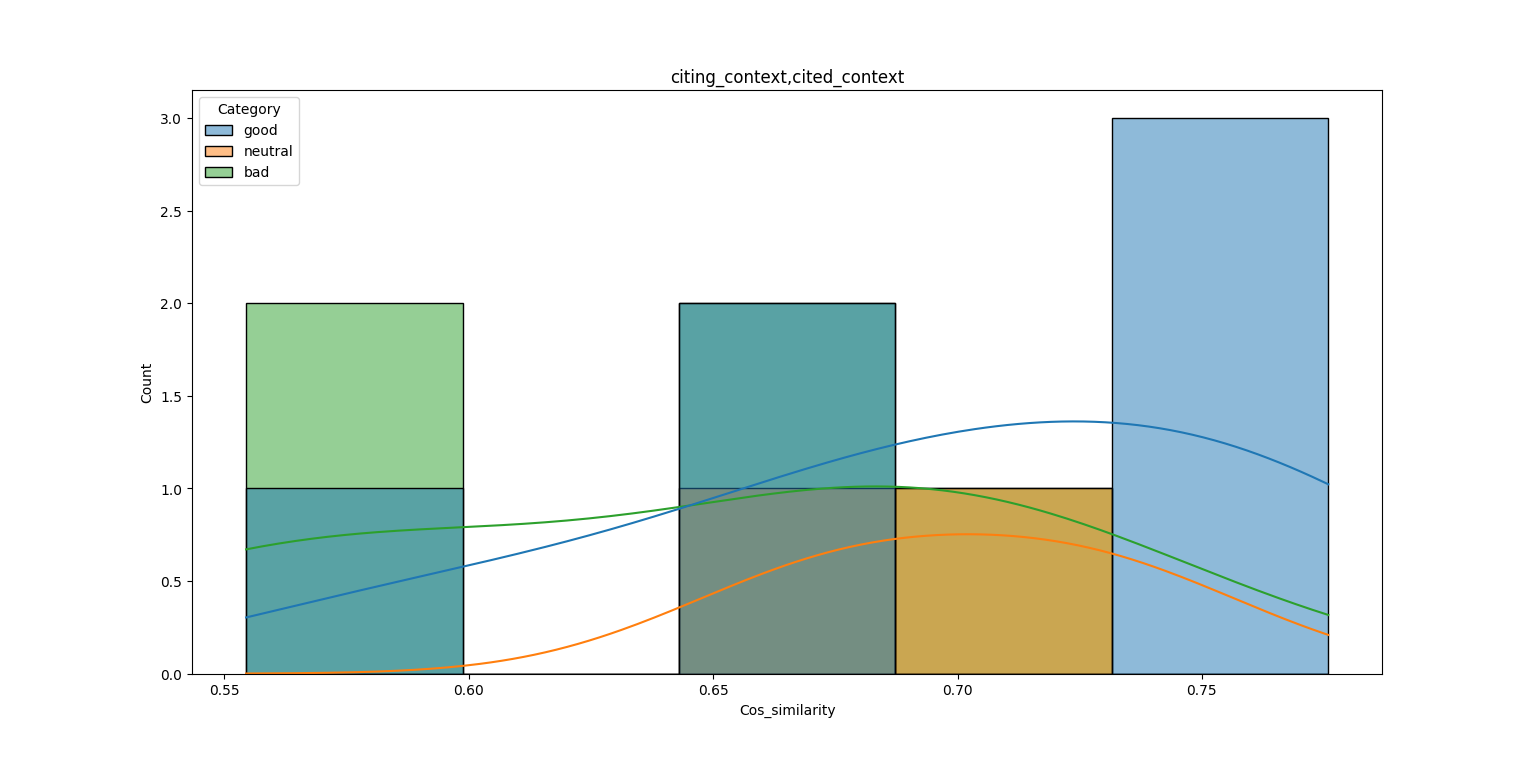 citing_context,cited_context
Category
good
neutral
bad
Count
3.0
2.5
2.0
1.5
1.0
0.5
0.0
0.55 0.60 0.65 0.70 0.75
Cos_similarity